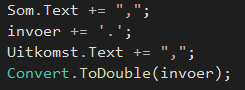 Som.Text += ",";
invoer += '.';
Uitkomst.Text += ",";
Convert.ToDouble(invoer);